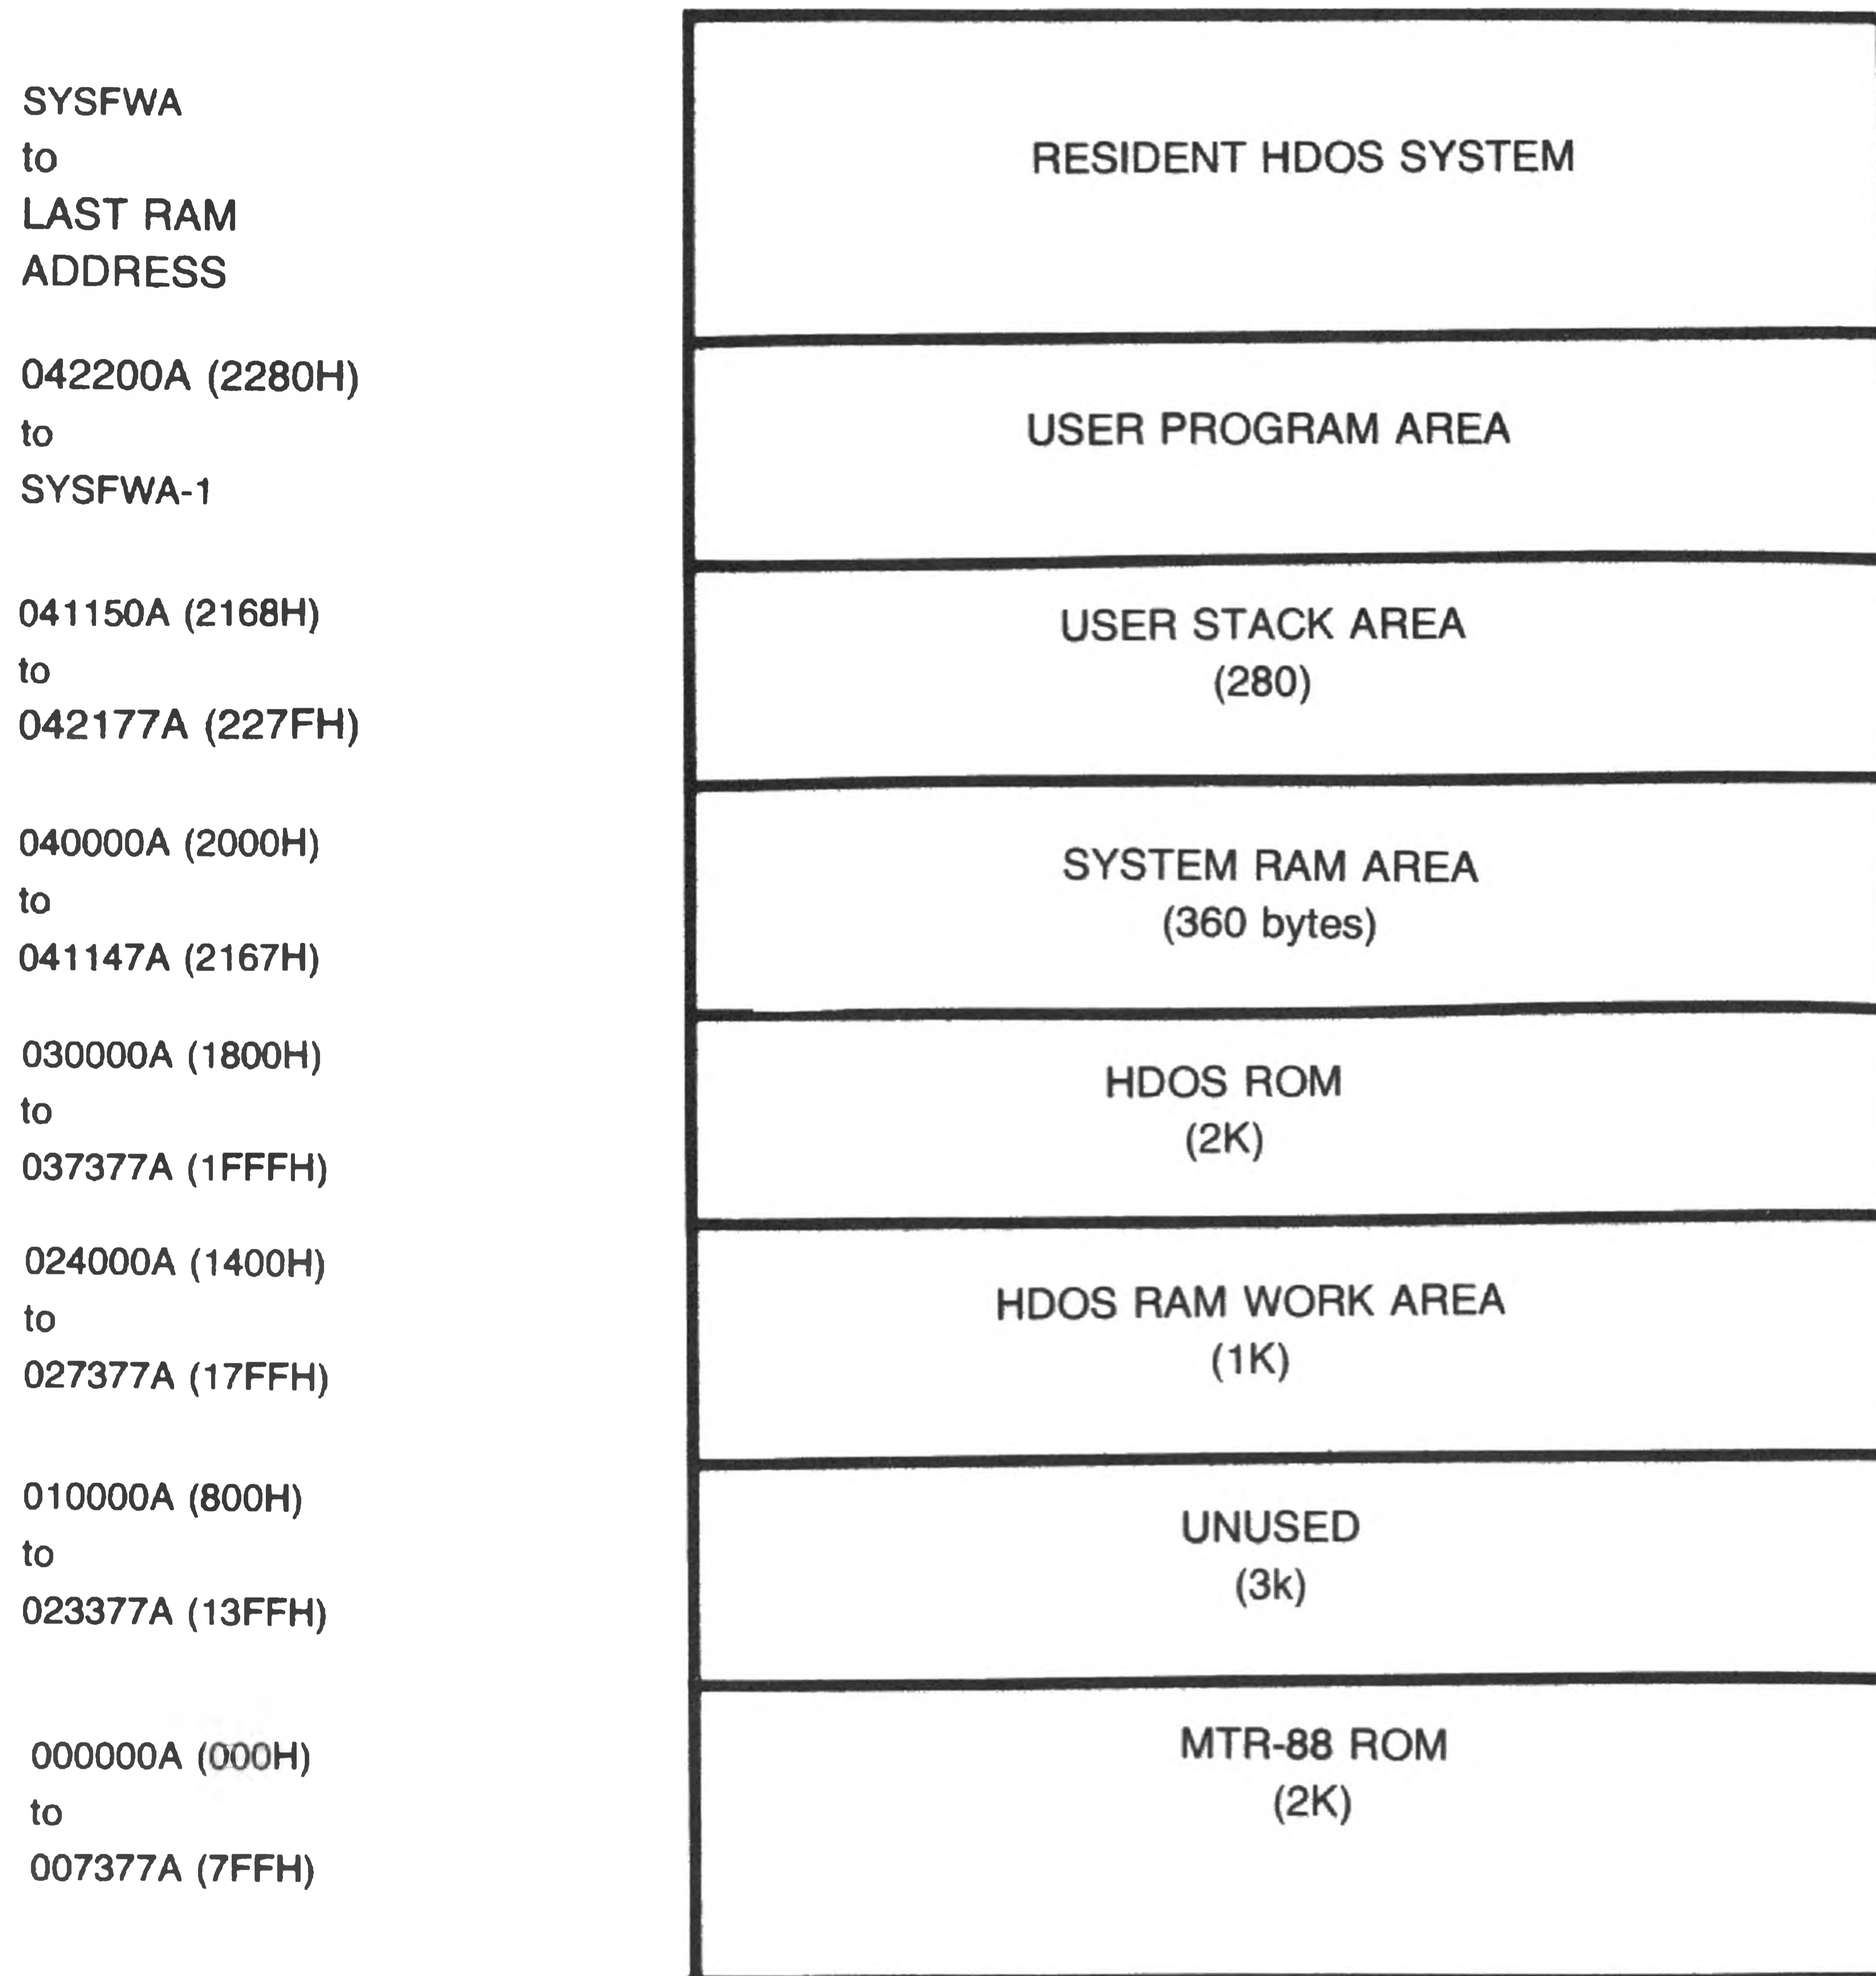 SYSFWA
to
LAST RAM
ADDRESS
RESIDENT HDOS SYSTEM
042200A (2280H)
to
SYSFWA-1
USER PROGRAM AREA
041150A (2168H)
to
042177A (227FH)
USER STACK AREA
(280)
040000A (2000H)
to
041147A (2167H)
SYSTEM RAM AREA
(360 bytes)
030000A (1800H)
to
037377A (1FFFH)
HDOS ROM
(2K)
024000A (1400H)
to
027377A (17FFH)
HDOS RAM WORK AREA
(1K)
010000A (800H)
to
023377A (13FFH)
UNUSED
(3k)
000000A (000H)
to
007377A (7FFH)
MTR-88 ROM
(2K)